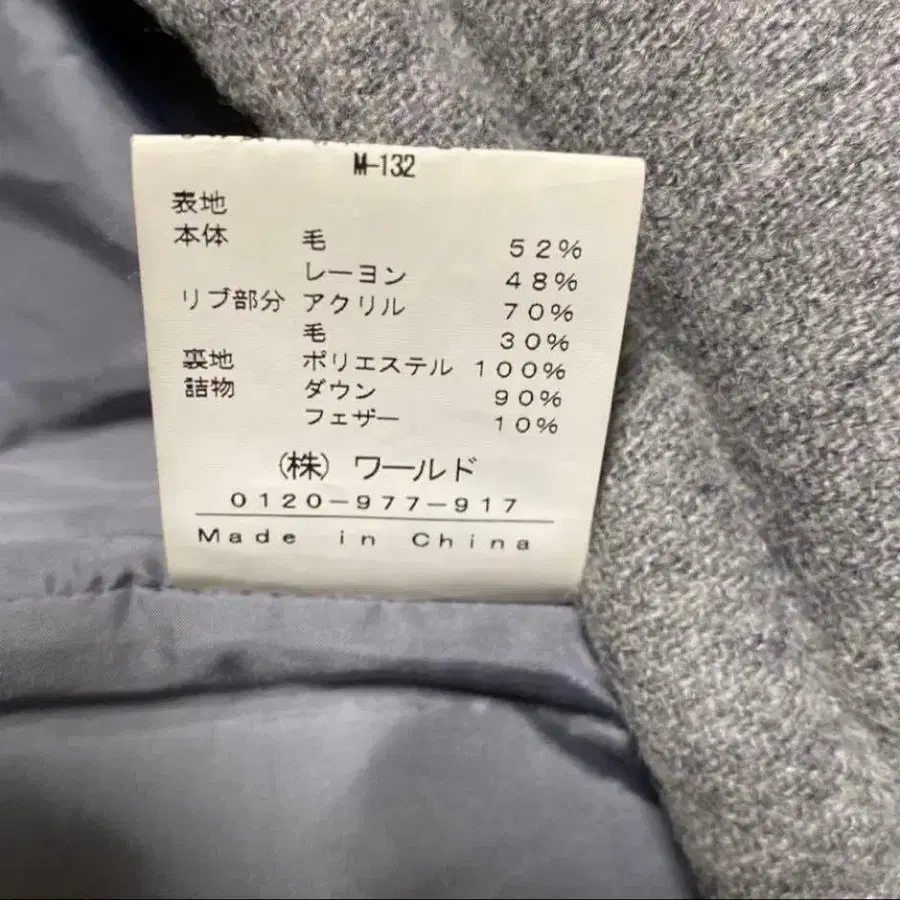 M-132
表地
本体 毛 52%
レーヨン 48%
リブ部分 アクリル 70%
毛 30%
裏地 ポリエステル 100%
詰物 ダウン 90%
フェザー 10%
(株) ワールド
0120-977-917
Made in China